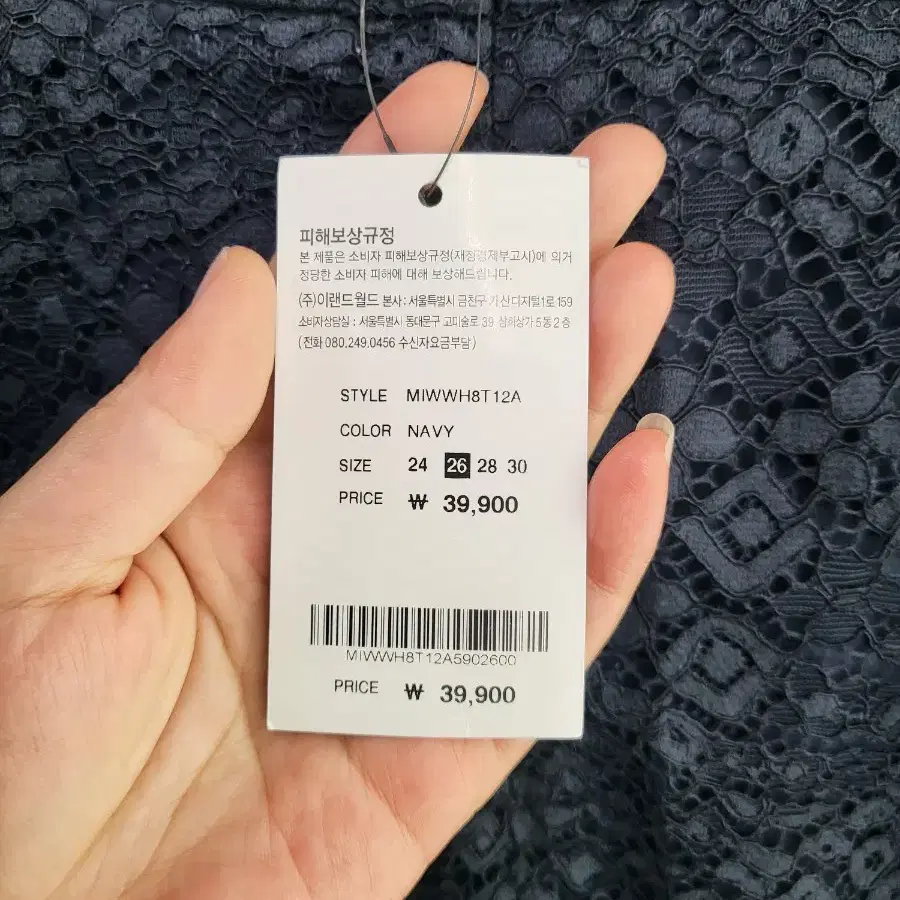 피해보상규정
본 제품은 소비자 피해보상규정(재정경제부고시)에 의거
정당한 소비자 피해에 대해 보상해드립니다.
(주)이랜드월드 본사 : 서울특별시 금천구 가산디지털1로 159
소비자상담실 : 서울특별시 동대문구 고미술로 39 삼희상가 5동 2층
(전화 080.249.0456 수신자요금부담)
STYLE MIWWH8T12A
COLOR NAVY
SIZE 24 26 28 30
PRICE ₩ 39,900
MIWWH8T12A5902600
PRICE ₩ 39,900